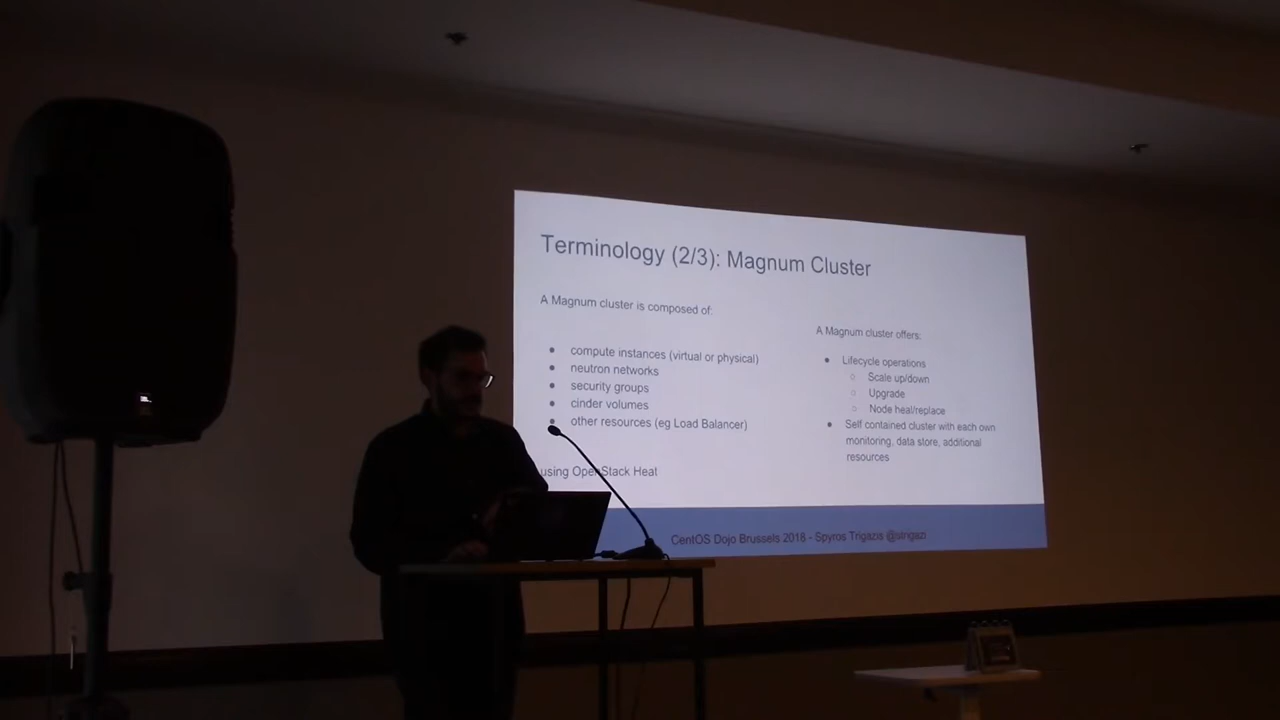 Terminology (2/3): Magnum Cluster
A Magnum cluster is composed of:
compute instances (virtual or physical)
neutron networks
security groups
cinder volumes
other resources (eg Load Balancer)
using OpenStack Heat
A Magnum cluster offers:
Lifecycle operations
Scale up/down
Upgrade
Node heal/replace
Self contained cluster with each own
monitoring, data store, additional
resources
CentOS Dojo Brussels 2018 - Spyros Trigazis @strigazi